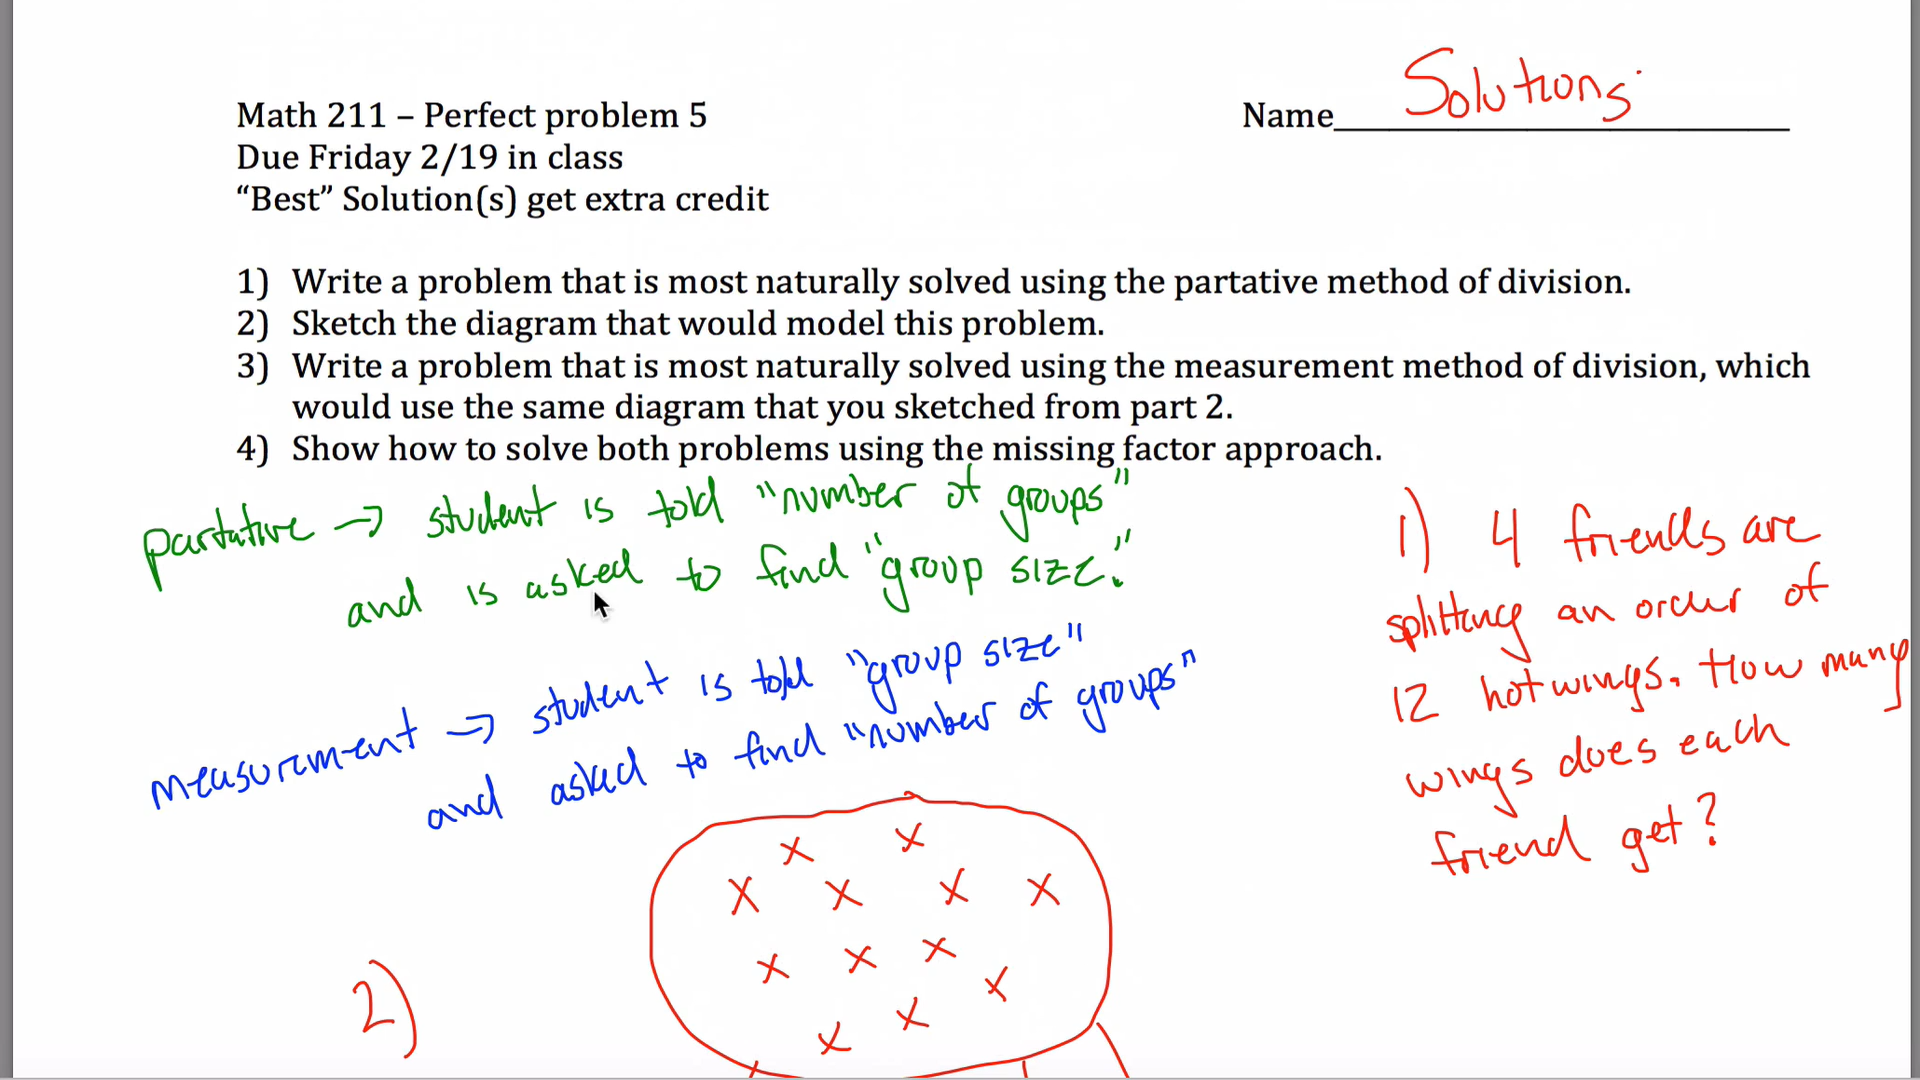 Math 211 – Perfect problem 5
Name Solutions
Due Friday 2/19 in class
“Best” Solution(s) get extra credit
1) Write a problem that is most naturally solved using the partative method of division.
2) Sketch the diagram that would model this problem.
3) Write a problem that is most naturally solved using the measurement method of division, which
would use the same diagram that you sketched from part 2.
4) Show how to solve both problems using the missing factor approach.
partative → student is told "number of groups"
and is asked to find "group size."
measurement → student is told "group size"
and asked to find "number of groups"
1) 4 friends are
splitting an order of
12 hotwings. How many
wings does each
friend get?
2)
x x
x x x x
x x x
x
x x